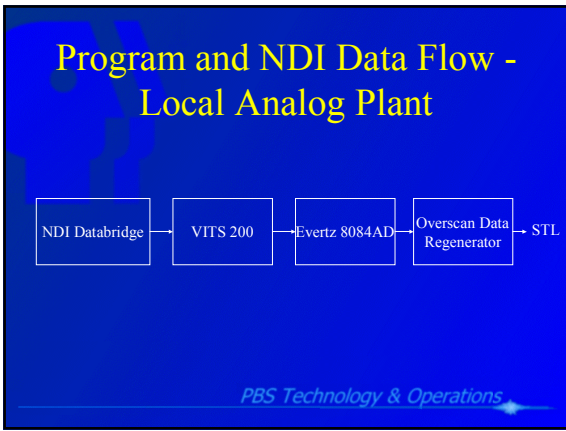 Program and NDI Data Flow -
Local Analog Plant
NDI Databridge
VITS 200
Evertz 8084AD
Overscan Data
Regenerator
STL
PBS Technology & Operations